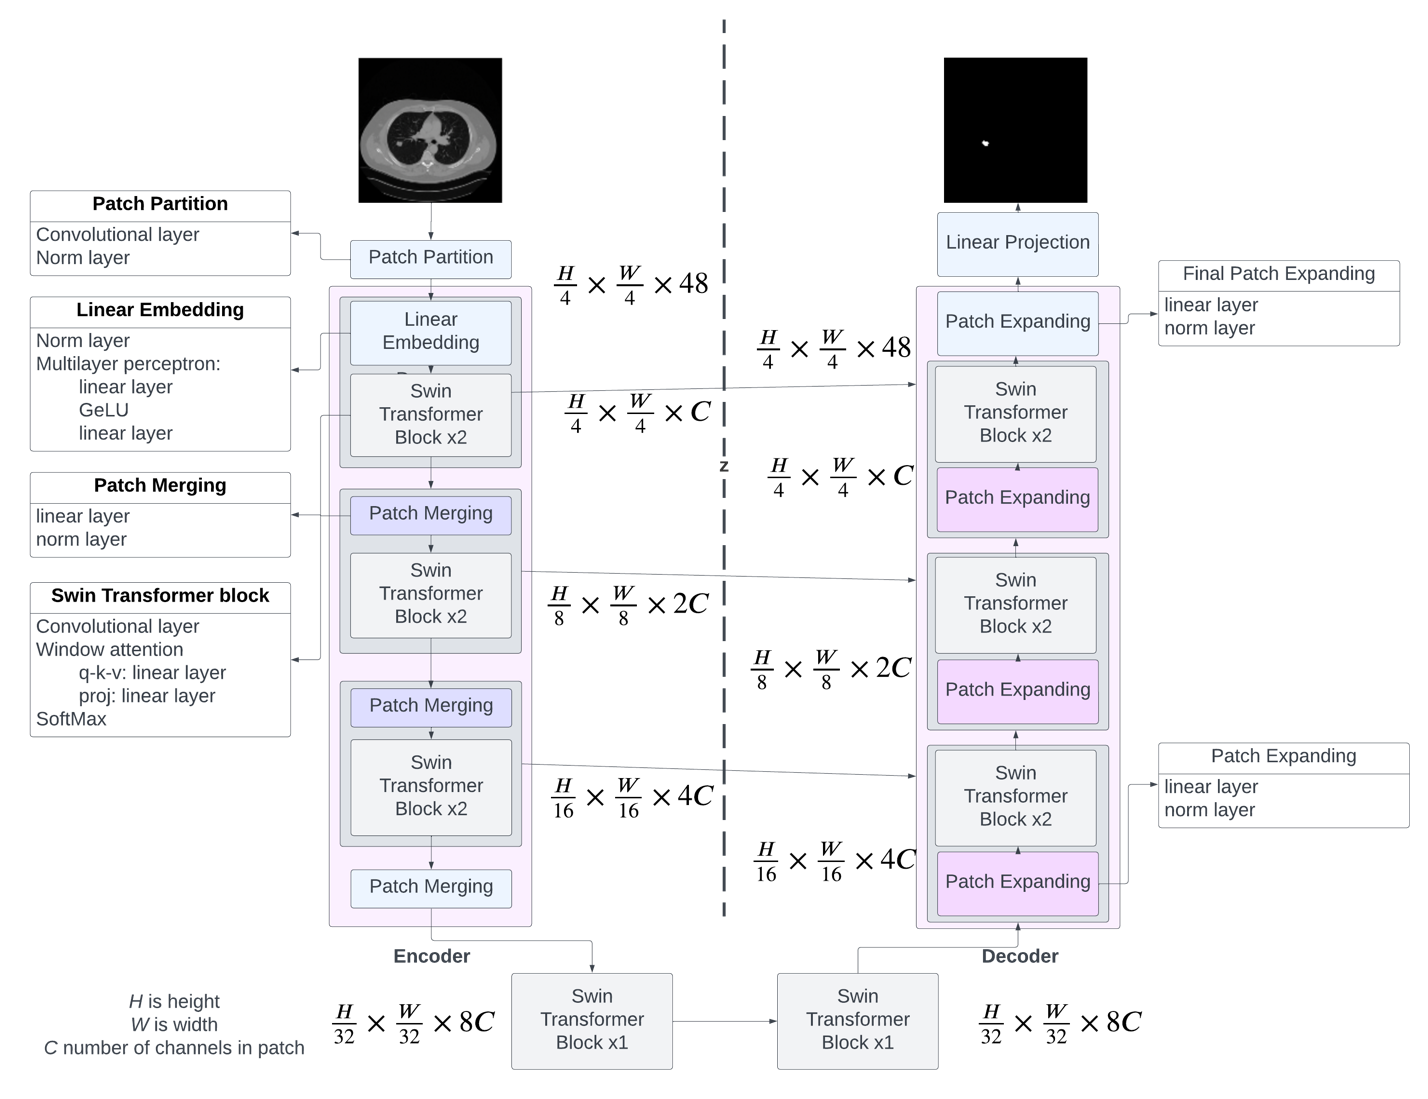 Patch Partition
Convolutional layer
Norm layer
Linear Embedding
Norm layer
Multilayer perceptron:
linear layer
GeLU
linear layer
Patch Merging
linear layer
norm layer
Swin Transformer block
Convolutional layer
Window attention
q-k-v: linear layer
proj: linear layer
SoftMax
Patch Partition
H/4 × W/4 × 48
Linear
Embedding
Swin
Transformer
Block x2
H/4 × W/4 × C
Patch Merging
Swin
Transformer
Block x2
H/8 × W/8 × 2C
Patch Merging
Swin
Transformer
Block x2
H/16 × W/16 × 4C
Patch Merging
Encoder
H is height
W is width
C number of channels in patch
H/32 × W/32 × 8C
Swin
Transformer
Block x1
z
Swin
Transformer
Block x1
H/32 × W/32 × 8C
Decoder
Linear Projection
Patch Expanding
H/4 × W/4 × 48
Swin
Transformer
Block x2
H/4 × W/4 × C
Patch Expanding
Swin
Transformer
Block x2
H/8 × W/8 × 2C
Patch Expanding
Swin
Transformer
Block x2
H/16 × W/16 × 4C
Patch Expanding
Final Patch Expanding
linear layer
norm layer
Patch Expanding
linear layer
norm layer